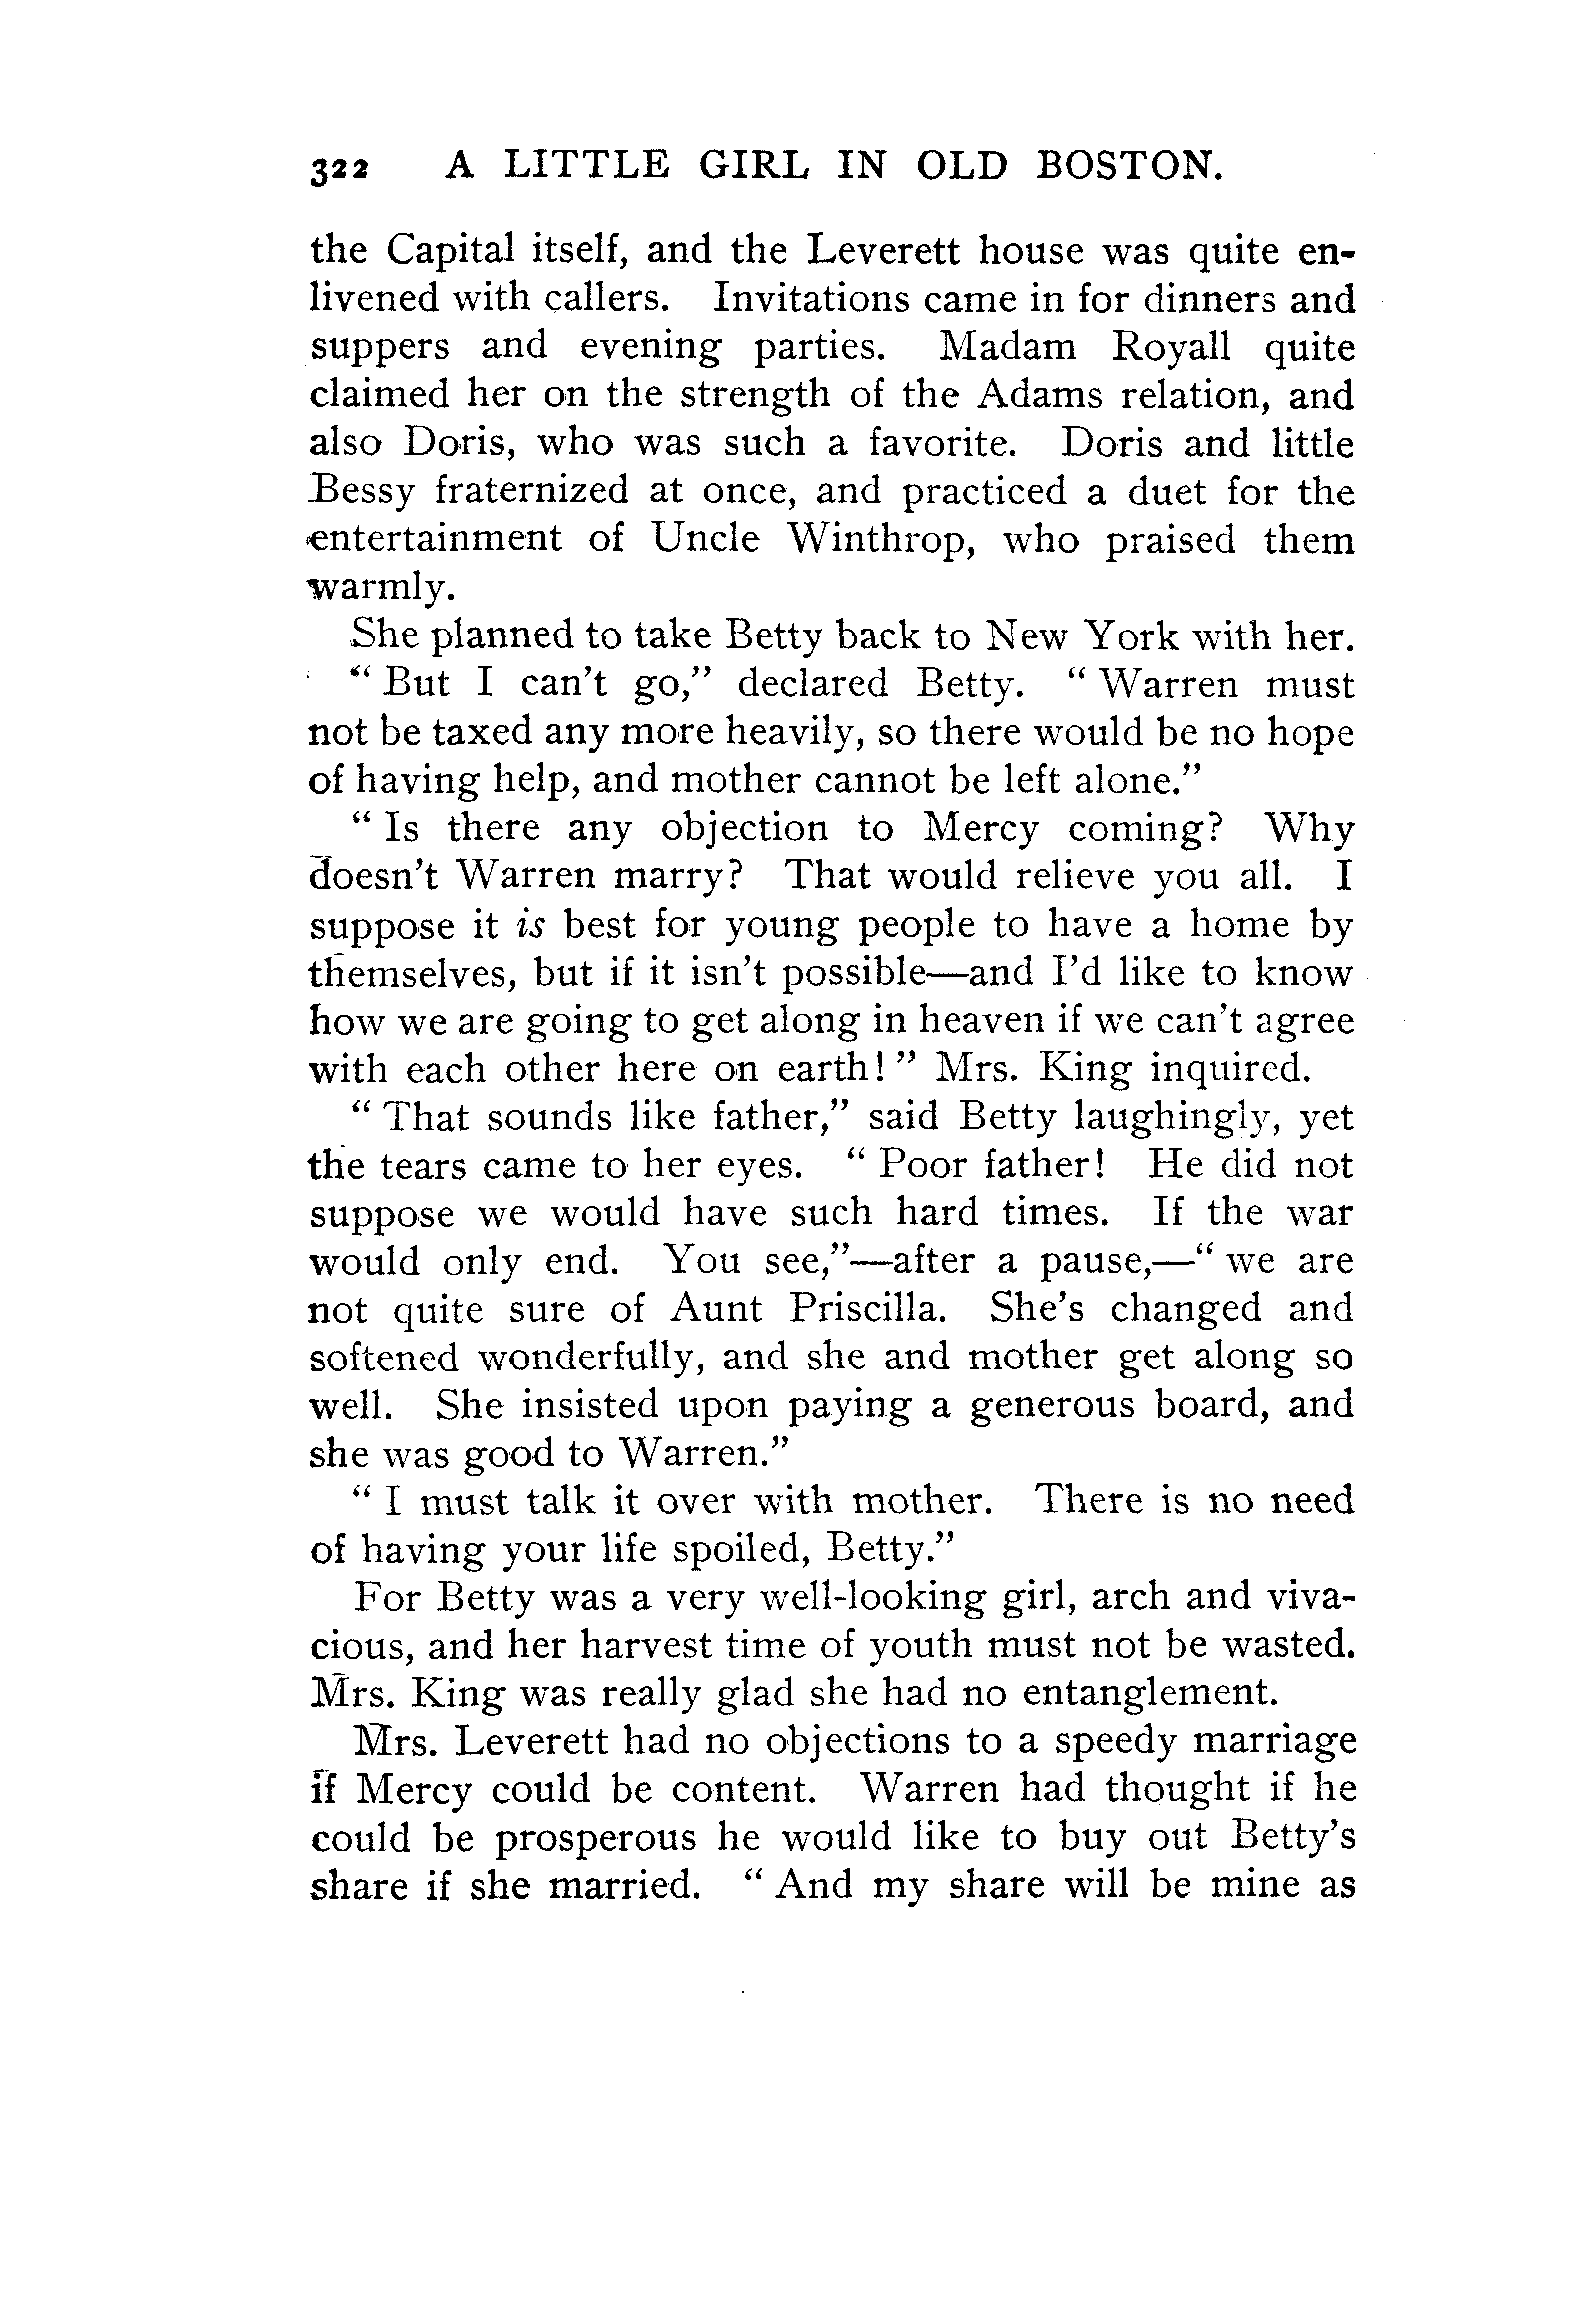 322 A LITTLE GIRL IN OLD BOSTON.
the Capital itself, and the Leverett house was quite en-
livened with callers. Invitations came in for dinners and
suppers and evening parties. Madam Royall quite
claimed her on the strength of the Adams relation, and
also Doris, who was such a favorite. Doris and little
Bessy fraternized at once, and practiced a duet for the
entertainment of Uncle Winthrop, who praised them
warmly.
She planned to take Betty back to New York with her.
“ But I can't go,” declared Betty. “ Warren must
not be taxed any more heavily, so there would be no hope
of having help, and mother cannot be left alone.”
“ Is there any objection to Mercy coming? Why
doesn't Warren marry? That would relieve you all. I
suppose it is best for young people to have a home by
themselves, but if it isn't possible—and I'd like to know
how we are going to get along in heaven if we can't agree
with each other here on earth! ” Mrs. King inquired.
“ That sounds like father,” said Betty laughingly, yet
the tears came to her eyes. “ Poor father! He did not
suppose we would have such hard times. If the war
would only end. You see,”—after a pause,—“ we are
not quite sure of Aunt Priscilla. She's changed and
softened wonderfully, and she and mother get along so
well. She insisted upon paying a generous board, and
she was good to Warren.”
“ I must talk it over with mother. There is no need
of having your life spoiled, Betty.”
For Betty was a very well-looking girl, arch and viva-
cious, and her harvest time of youth must not be wasted.
Mrs. King was really glad she had no entanglement.
Mrs. Leverett had no objections to a speedy marriage
if Mercy could be content. Warren had thought if he
could be prosperous he would like to buy out Betty's
share if she married. “ And my share will be mine as